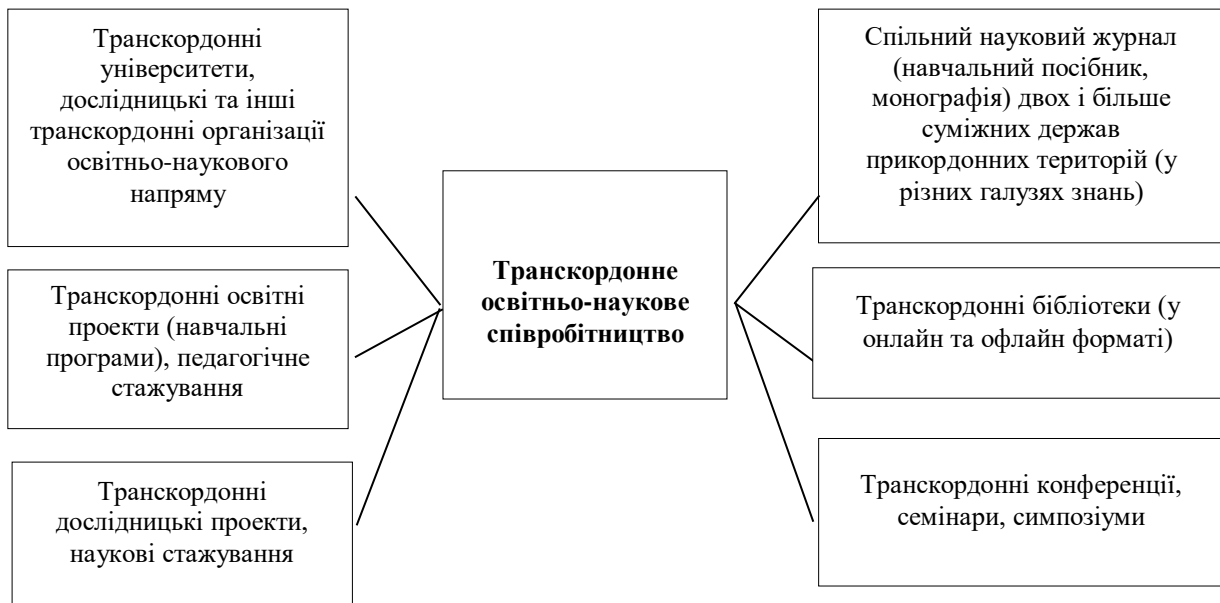 Транскордонні
університети,
дослідницькі та інші
транскордонні організації
освітньо-наукового
напряму
Транскордонні освітні
проекти (навчальні
програми), педагогічне
стажування
Транскордонні
дослідницькі проекти,
наукові стажування
Транскордонне
освітньо-наукове
співробітництво
Спільний науковий журнал
(навчальний посібник,
монографія) двох і більше
суміжних держав
прикордонних територій (у
різних галузях знань)
Транскордонні бібліотеки (у
онлайн та офлайн форматі)
Транскордонні конференції,
семінари, симпозіуми